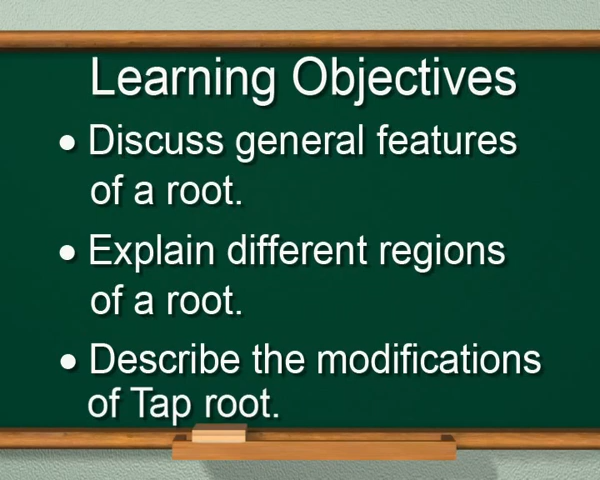 Learning Objectives
• Discuss general features
of a root.
• Explain different regions
of a root.
• Describe the modifications
of Tap root.